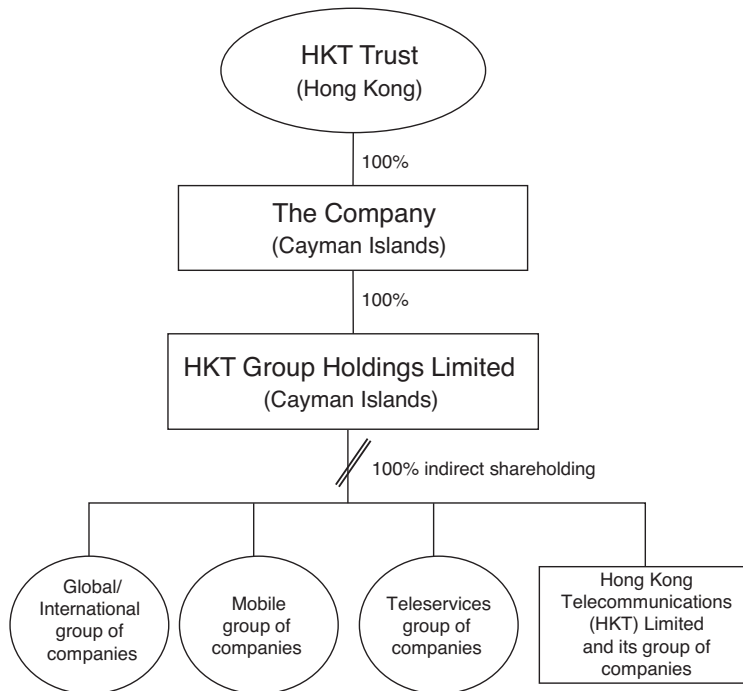 HKT Trust
(Hong Kong)
100%
The Company
(Cayman Islands)
100%
HKT Group Holdings Limited
(Cayman Islands)
100% indirect shareholding
Global/
International
group of
companies
Mobile
group of
companies
Teleservices
group of
companies
Hong Kong
Telecommunications
(HKT) Limited
and its group of
companies